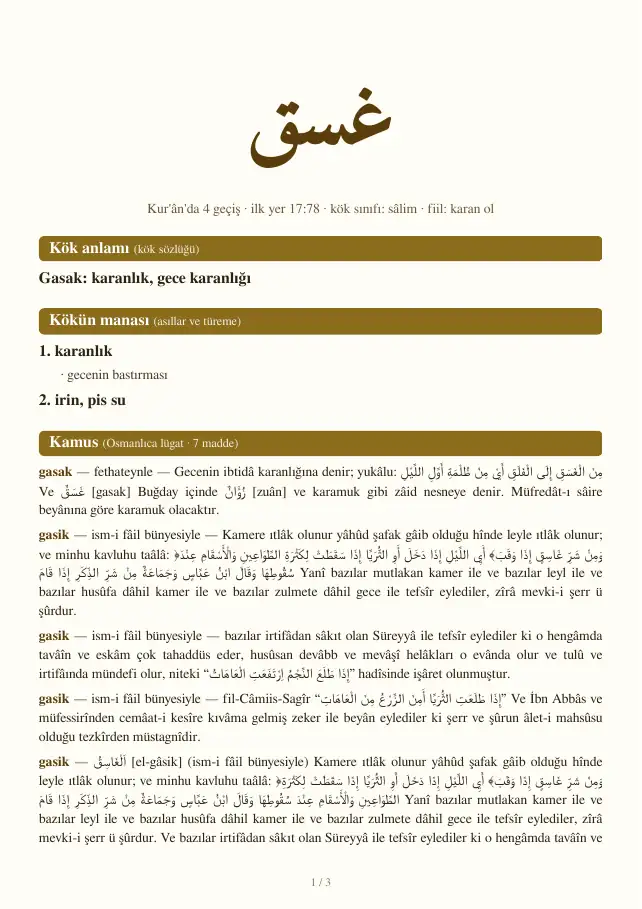 غسق
Kur'ân'da 4 geçiş · ilk yer 17:78 · kök sınıfı: sâlim · fiil: karan ol
Kök anlamı (kök sözlüğü)
Gasak: karanlık, gece karanlığı
Kökün manası (asıllar ve türeme)
1. karanlık
· gecenin bastırması
2. irin, pis su
Kamus (Osmanlıca lügat · 7 madde)
gasak — fethateynle — Gecenin ibtidâ karanlığına denir; yukâlu: مِنَ الْغَسَقِ إِلَى الْفَلَقِ أَيْ مِنْ ظُلْمَةِ أَوَّلِ اللَّيْلِ
Ve غَسَقٌ [gasak] Buğday içinde زُؤَانٌ [zuân] ve karamuk gibi zâid nesneye denir. Müfredât-ı sâire
beyânına göre karamuk olacaktır.
gasik — ism-i fâil bünyesiyle — Kamere ıtlâk olunur yâhûd şafak gâib olduğu hînde leyle ıtlâk olunur;
ve minhu kavluhu taâlâ: ﴿وَمِنْ شَرِّ غَاسِقٍ إِذَا وَقَبَ﴾ أَيِ اللَّيْلِ إِذَا دَخَلَ أَوِ الثُّرَيَّا إِذَا سَقَطَتْ لِكَثْرَةِ الطَّوَاعِينِ وَالْأَسْقَامِ عِنْدَ
سُقُوطِهَا وَقَالَ ابْنُ عَبَّاسٍ وَجَمَاعَةٌ مِنْ شَرِّ الذَّكَرِ إِذَا قَامَ Yanî bazılar mutlakan kamer ile ve bazılar leyl ile ve
bazılar husûfa dâhil kamer ile ve bazılar zulmete dâhil gece ile tefsîr eylediler, zîrâ mevki-i şerr ü
şûrdur.
gasik — ism-i fâil bünyesiyle — bazılar irtifâdan sâkıt olan Süreyyâ ile tefsîr eylediler ki o hengâmda
tavâîn ve eskâm çok tahaddüs eder, husûsan devâbb ve mevâşî helâkları o evânda olur ve tulû ve
irtifaında mündefi olur, niteki “إِذَا طَلَعَ النَّجْمُ اِرْتَفَعَتِ الْعَاهَاتُ” hadîsinde işâret olunmuştur.
gasik — ism-i fâil bünyesiyle — fil-Câmiis-Sagîr “إِذَا طَلَعَتِ الثُّرَيَّا أَمِنَ الزَّرْعُ مِنَ الْعَاهَاتِ” Ve İbn Abbâs ve
müfessirînden cemâat-i kesîre kıvâma gelmiş zeker ile beyân eylediler ki şerr ve şûrun âlet-i mahsûsu
olduğu tezkîrden müstagnîdir.
gasik — اَلْغَاسِقُ [el-gâsik] (ism-i fâil bünyesiyle) Kamere ıtlâk olunur yâhûd şafak gâib olduğu hînde
leyle ıtlâk olunur; ve minhu kavluhu taâlâ: ﴿وَمِنْ شَرِّ غَاسِقٍ إِذَا وَقَبَ﴾ أَيِ اللَّيْلِ إِذَا دَخَلَ أَوِ الثُّرَيَّا إِذَا سَقَطَتْ لِكَثْرَةِ
الطَّوَاعِينِ وَالْأَسْقَامِ عِنْدَ سُقُوطِهَا وَقَالَ ابْنُ عَبَّاسٍ وَجَمَاعَةٌ مِنْ شَرِّ الذَّكَرِ إِذَا قَامَ Yanî bazılar mutlakan kamer ile ve
bazılar leyl ile ve bazılar husûfa dâhil kamer ile ve bazılar zulmete dâhil gece ile tefsîr eylediler, zîrâ
mevki-i şerr ü şûrdur. Ve bazılar irtifâdan sâkıt olan Süreyyâ ile tefsîr eylediler ki o hengâmda tavâîn ve
1 / 3